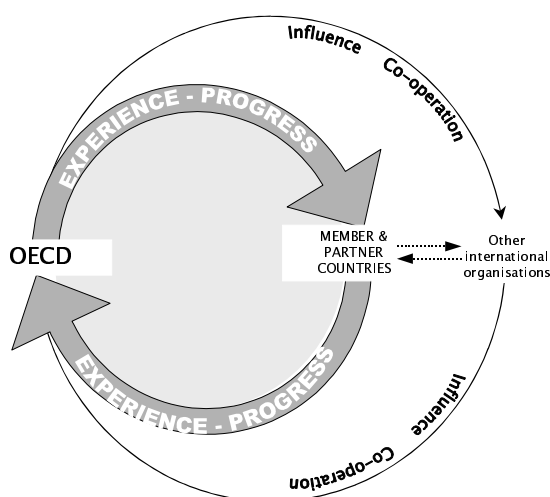 Influence
Co-operation
EXPERIENCE - PROGRESS
OECD
MEMBER &
PARTNER
COUNTRIES
Other
international
organisations
EXPERIENCE - PROGRESS
Influence
Co-operation